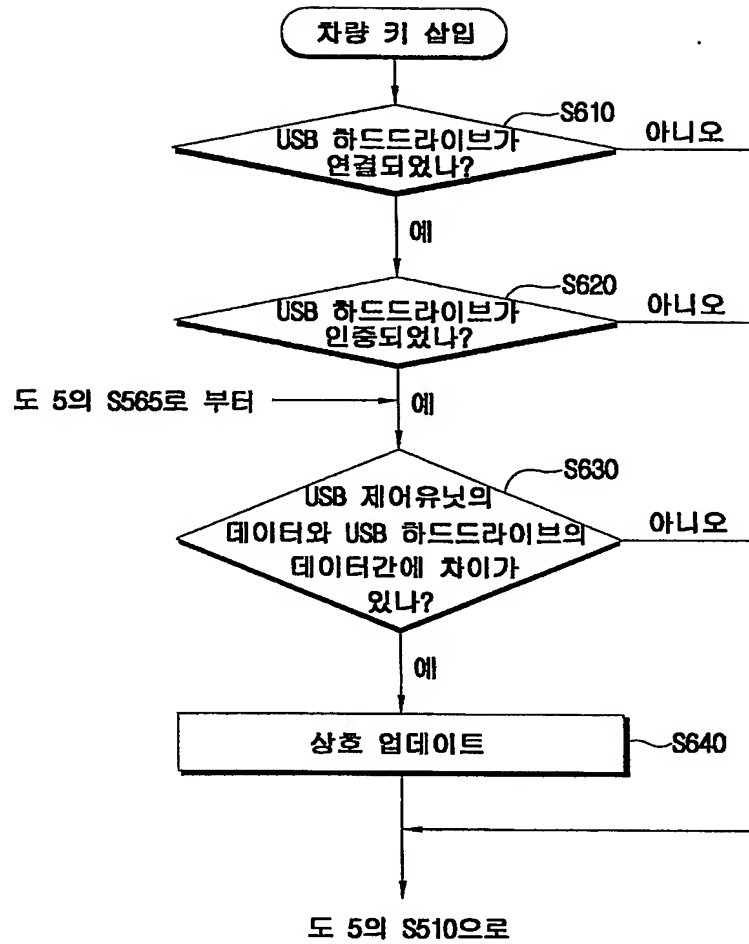 차량 키 삽입
S610
USB 하드드라이브가
연결되었나?
아니오
예
S620
USB 하드드라이브가
인증되었나?
아니오
도 5의 S565로 부터
예
S630
USB 제어유닛의
데이터와 USB 하드드라이브의
데이터간에 차이가
있나?
아니오
예
상호 업데이트
S640
도 5의 S510으로